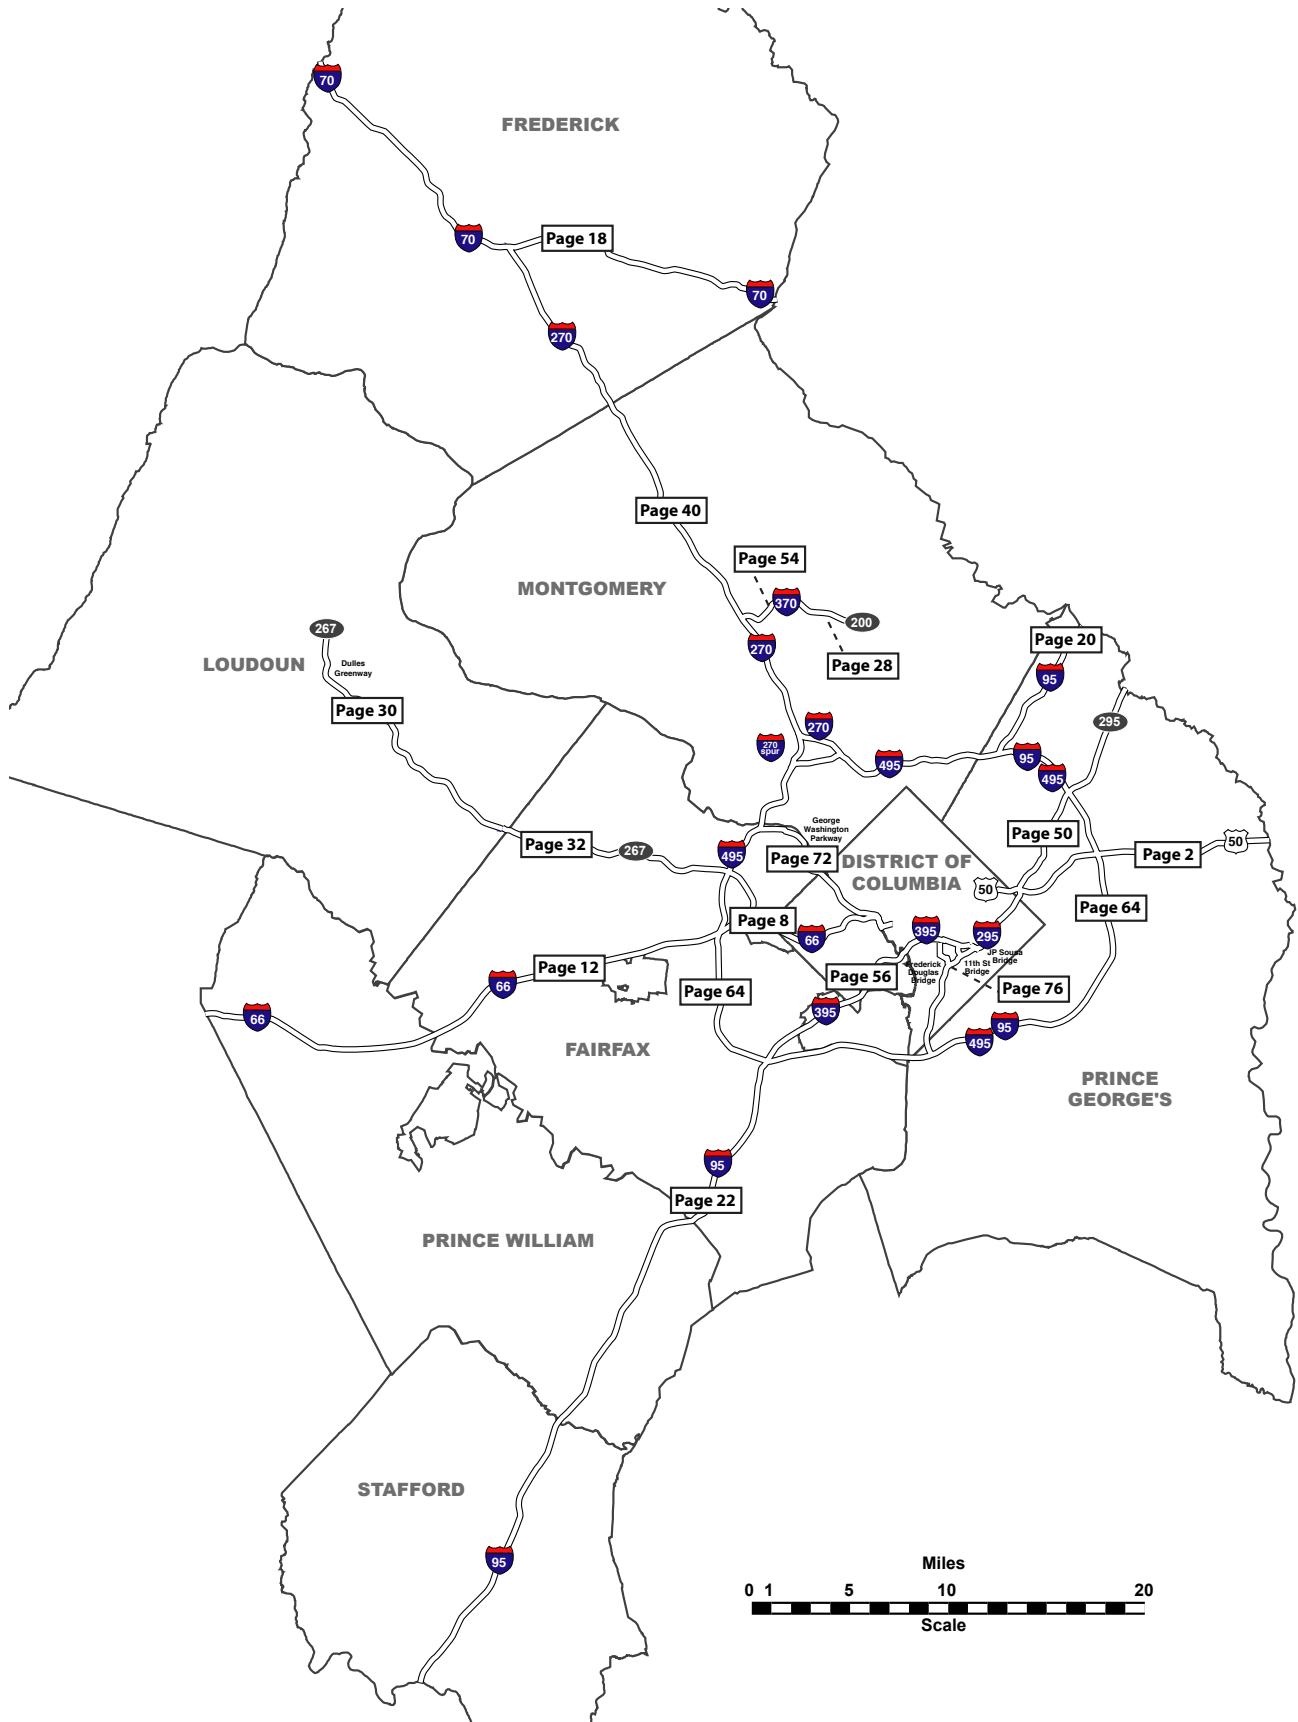 70
FREDERICK
70
Page 18
70
270
Page 40
Page 54
MONTGOMERY
370
200
267
Page 20
270
LOUDOUN
Dulles
Greenway
Page 28
95
Page 30
295
270
270
spur
495
95
495
George
Washington
Parkway
Page 50
50
Page 32
267
495
Page 72
Page 2
DISTRICT OF
COLUMBIA
50
Page 64
Page 8
66
395
295
JP Sousa
Bridge
11th St
Bridge
Frederick
Douglas
Bridge
Page 12
66
Page 56
Page 64
Page 76
66
395
95
495
FAIRFAX
PRINCE
GEORGE'S
95
Page 22
PRINCE WILLIAM
STAFFORD
95
Miles
0 1 5 10 20
Scale